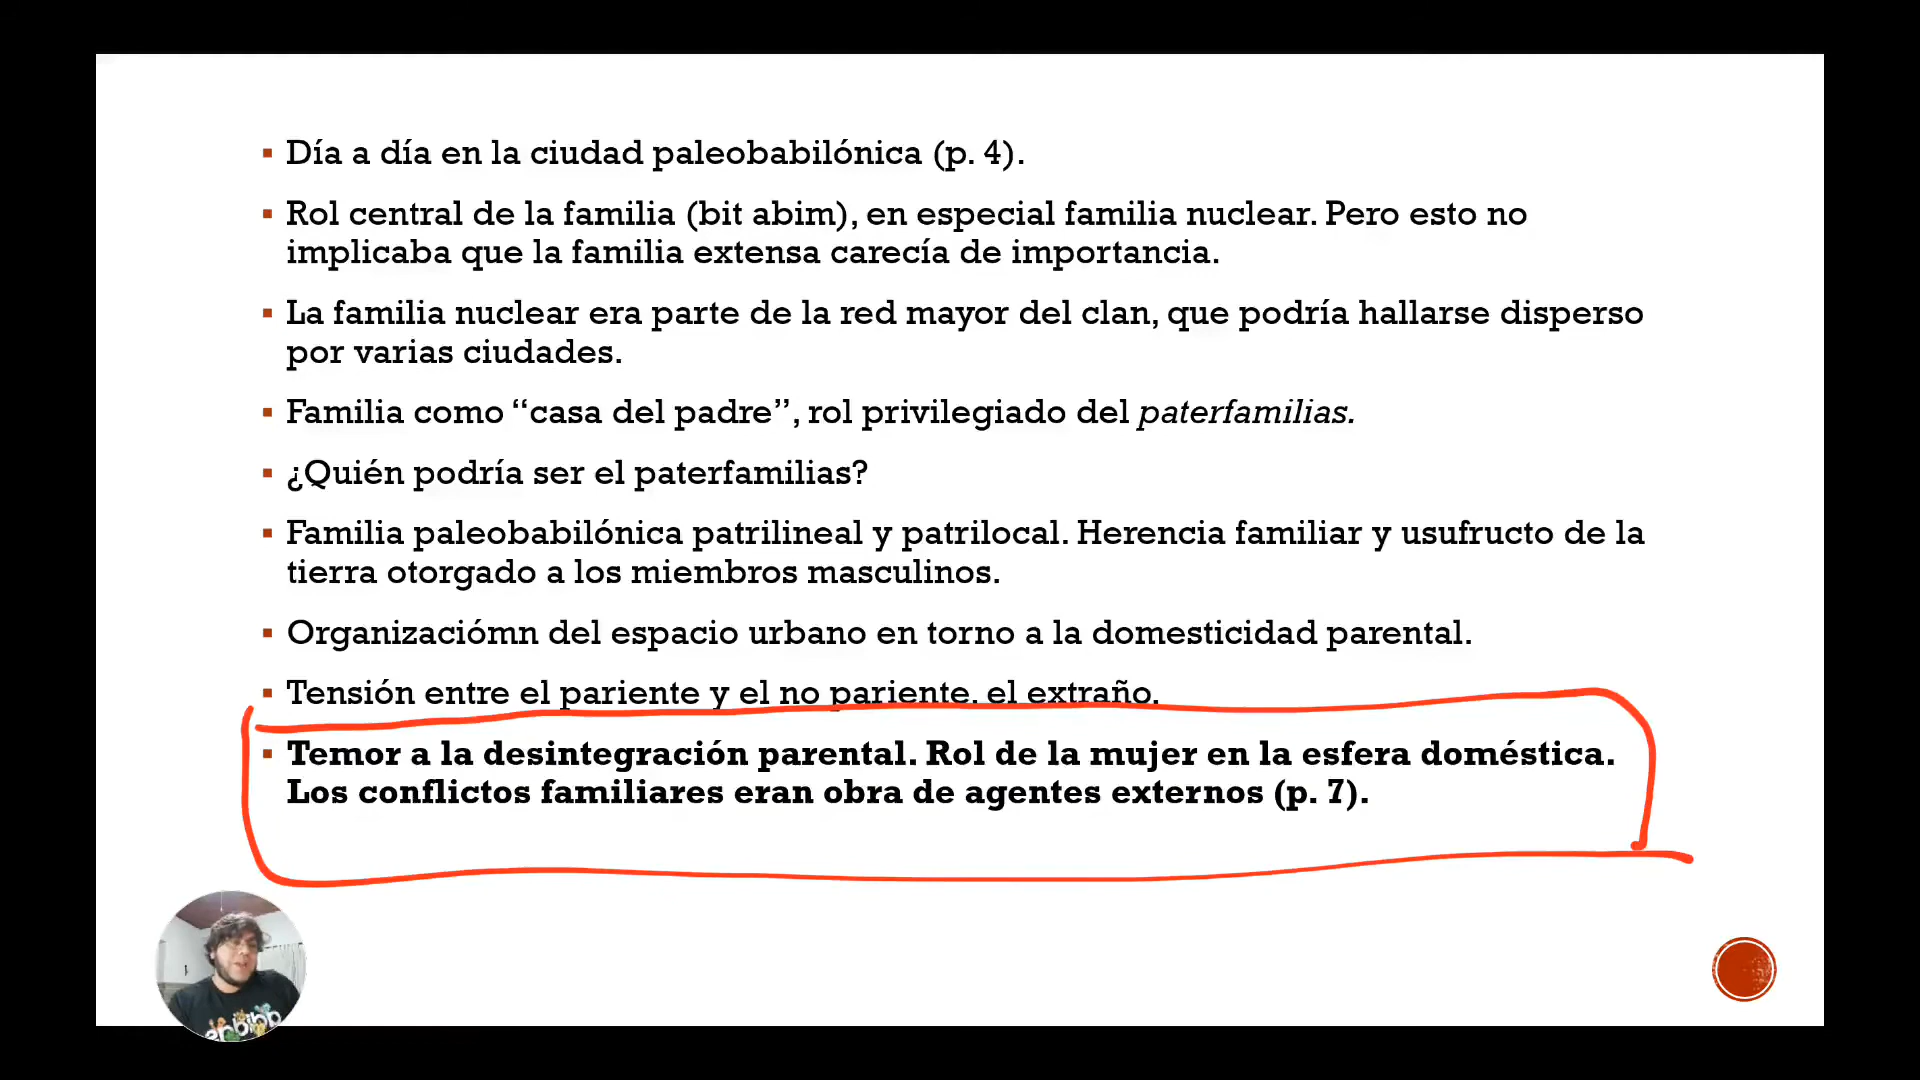 Día a día en la ciudad paleobabilónica (p. 4).
Rol central de la familia (bit abim), en especial familia nuclear. Pero esto no
implicaba que la familia extensa carecía de importancia.
La familia nuclear era parte de la red mayor del clan, que podría hallarse disperso
por varias ciudades.
Familia como “casa del padre”, rol privilegiado del paterfamilias.
¿Quién podría ser el paterfamilias?
Familia paleobabilónica patrilineal y patrilocal. Herencia familiar y usufructo de la
tierra otorgado a los miembros masculinos.
Organizaciómn del espacio urbano en torno a la domesticidad parental.
Tensión entre el pariente y el no pariente, el extraño.
Temor a la desintegración parental. Rol de la mujer en la esfera doméstica.
Los conflictos familiares eran obra de agentes externos (p. 7).